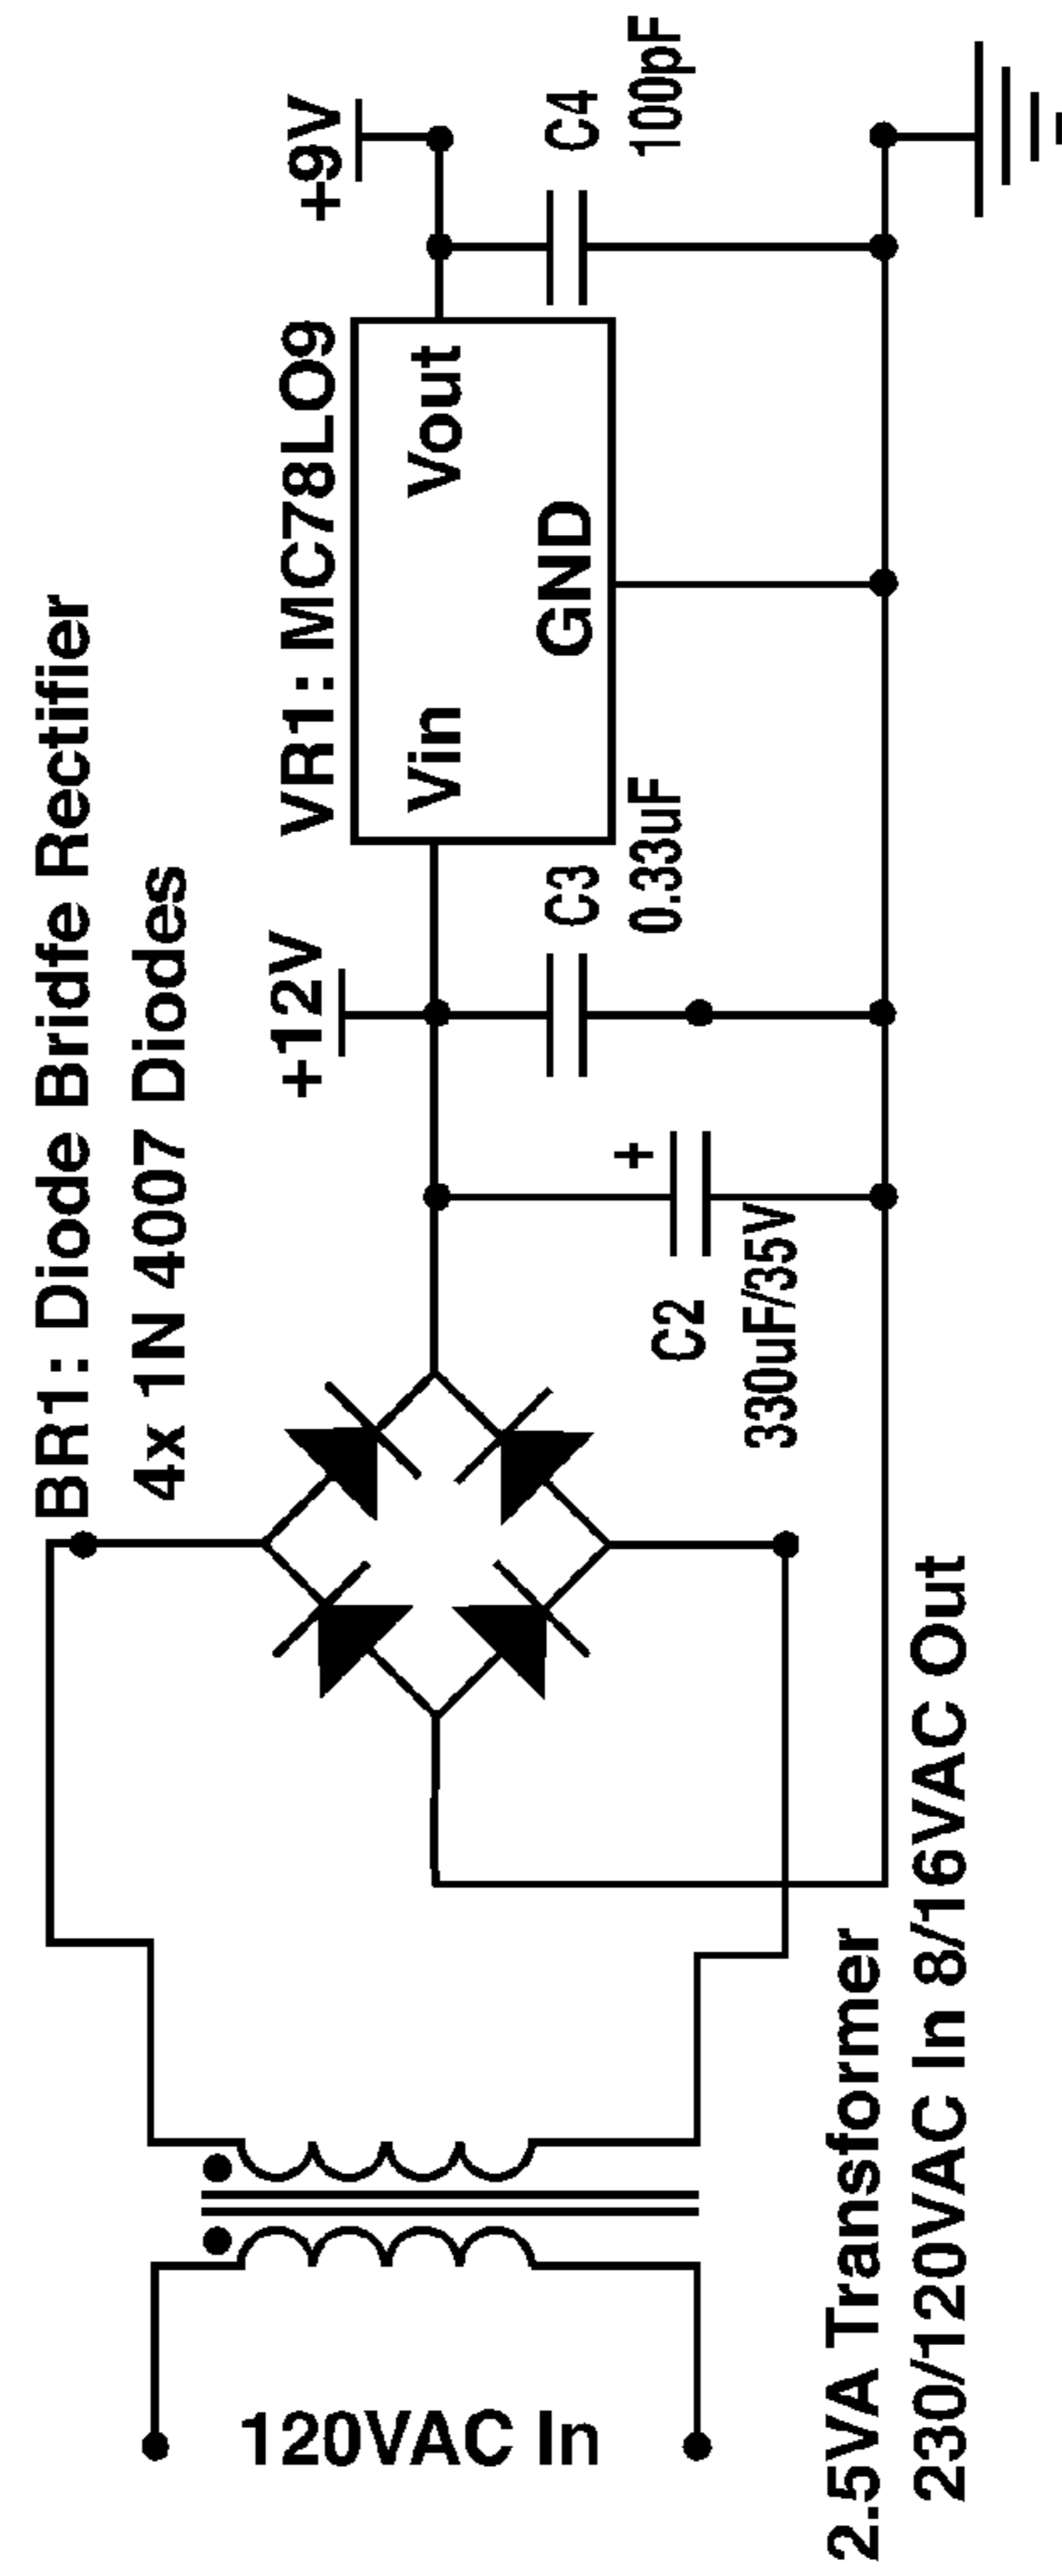 BR1: Diode Bridfe Rectifier
4x 1N 4007 Diodes
+12V
VR1: MC78LO9
+9V
Vin
Vout
GND
C3
0.33uF
C4
100pF
+
C2
330uF/35V
120VAC In
2.5VA Transformer
230/120VAC In 8/16VAC Out